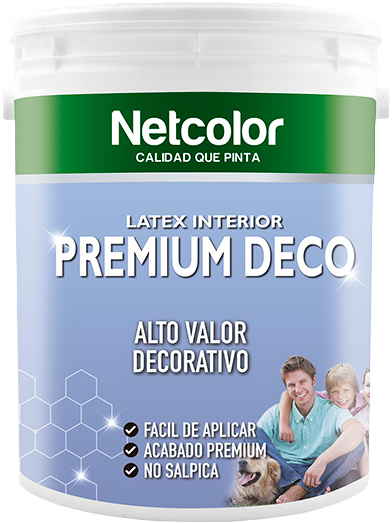 Netcolor
CALIDAD QUE PINTA
LATEX INTERIOR
PREMIUM DECO
ALTO VALOR
DECORATIVO
FACIL DE APLICAR
ACABADO PREMIUM
NO SALPICA